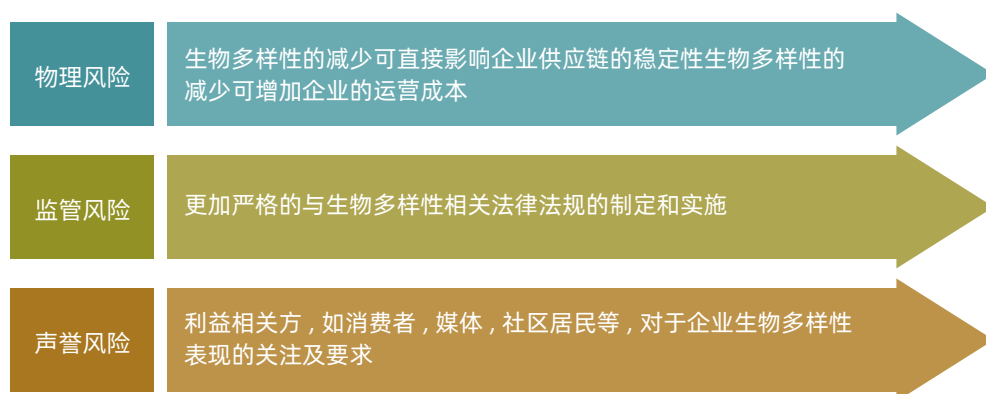 物理风险
生物多样性的减少可直接影响企业供应链的稳定性生物多样性的
减少可增加企业的运营成本
监管风险
更加严格的与生物多样性相关法律法规的制定和实施
声誉风险
利益相关方，如消费者，媒体，社区居民等，对于企业生物多样性
表现的关注及要求